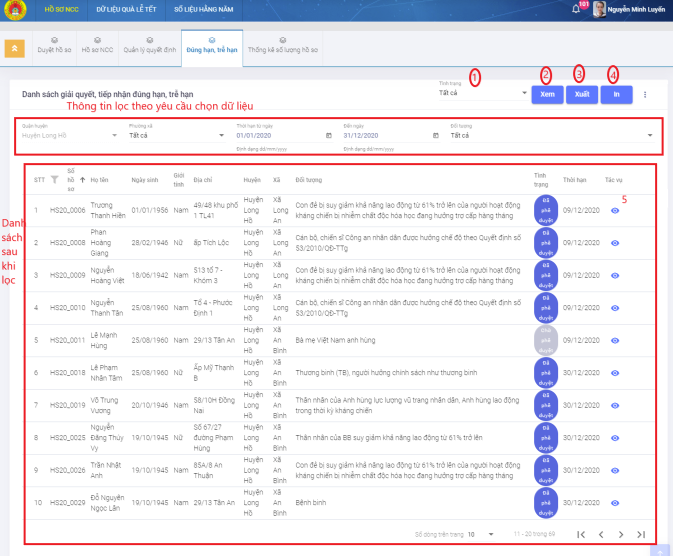 HỒ SƠ NCC DỮ LIỆU QUÀ LỄ TẾT SỐ LIỆU HẰNG NĂM 101 Nguyễn Minh Luyến
Duyệt hồ sơ Hồ sơ NCC Quản lý quyết định Đúng hạn, trễ hạn Thống kê số lượng hồ sơ
1 2 3 4
Danh sách giải quyết, tiếp nhận đúng hạn, trễ hạn
Tình trạng
Tất cả
Xem Xuất In
Thông tin lọc theo yêu cầu chọn dữ liệu
Quận huyện Phường xã Thời hạn từ ngày Đến ngày Đối tượng
Huyện Long Hồ Tất cả 01/01/2020 31/12/2020 Tất cả
Định dạng dd/mm/yyyy Định dạng dd/mm/yyyy
STT Số hồ sơ Họ tên Ngày sinh Giới tính Địa chỉ Huyện Xã Đối tượng Tình trạng Thời hạn Tác vụ
5
Danh sách sau khi lọc
1 HS20_0006 Trương Thanh Hiền 01/01/1956 Nam 49/48 khu phố 1 TL41 Huyện Long Hồ Xã Long An Con đẻ bị suy giảm khả năng lao động từ 61% trở lên của người hoạt động kháng chiến bị nhiễm chất độc hóa học đang hưởng trợ cấp hàng tháng Đã phê duyệt 09/12/2020
2 HS20_0008 Phan Hoàng Giang 28/02/1946 Nữ ấp Tích Lộc Huyện Long Hồ Xã Long An Cán bộ, chiến sĩ Công an nhân dân được hưởng chế độ theo Quyết định số 53/2010/QĐ-TTg Đã phê duyệt 09/12/2020
3 HS20_0009 Nguyễn Hoàng Việt 18/06/1942 Nam 513 tổ 7 - Khóm 3 Huyện Long Hồ Xã Long An Con đẻ bị suy giảm khả năng lao động từ 61% trở lên của người hoạt động kháng chiến bị nhiễm chất độc hóa học đang hưởng trợ cấp hàng tháng Đã phê duyệt 09/12/2020
4 HS20_0010 Nguyễn Thanh Tân 25/08/1960 Nam Tổ 4 - Phước Định 1 Huyện Long Hồ Xã Long An Cán bộ, chiến sĩ Công an nhân dân được hưởng chế độ theo Quyết định số 53/2010/QĐ-TTg Đã phê duyệt 09/12/2020
5 HS20_0011 Lê Mạnh Hùng 25/08/1960 Nam 29/13 Tân An Huyện Long Hồ Xã An Bình Bà mẹ Việt Nam anh hùng 09/12/2020
6 HS20_0018 Lê Phạm Nhân Tâm 25/08/1960 Nữ Ấp Mỹ Thạnh B Huyện Long Hồ Xã An Bình Thương binh (TB), người hưởng chính sách như thương binh Đã phê duyệt 30/12/2020
7 HS20_0019 Võ Trung Vương 20/10/1946 Nam 58/10H Đồng Nai Huyện Long Hồ Xã An Bình Thân nhân của Anh hùng lực lượng vũ trang nhân dân, Anh hùng lao động trong thời kỳ kháng chiến Đã phê duyệt 30/12/2020
8 HS20_0025 Nguyễn Đặng Thúy Vy 19/10/1945 Nữ Số 67/27 đường Phạm Hùng Huyện Long Hồ Xã An Bình Thân nhân của BB suy giảm khả năng lao động từ 61% trở lên Đã phê duyệt 30/12/2020
9 HS20_0026 Trần Nhật Anh 19/10/1945 Nam 85A/8 An Thuận Huyện Long Hồ Xã An Bình Con đẻ bị suy giảm khả năng lao động từ 61% trở lên của người hoạt động kháng chiến bị nhiễm chất độc hóa học đang hưởng trợ cấp hàng tháng Đã phê duyệt 30/12/2020
10 HS20_0029 Đỗ Nguyên Ngọc Lân 19/10/1945 Nam 29/13 Tân An Huyện Long Hồ Xã An Bình Bệnh binh Đã phê duyệt 30/12/2020
Số dòng trên trang 10 11 - 20 trong 69